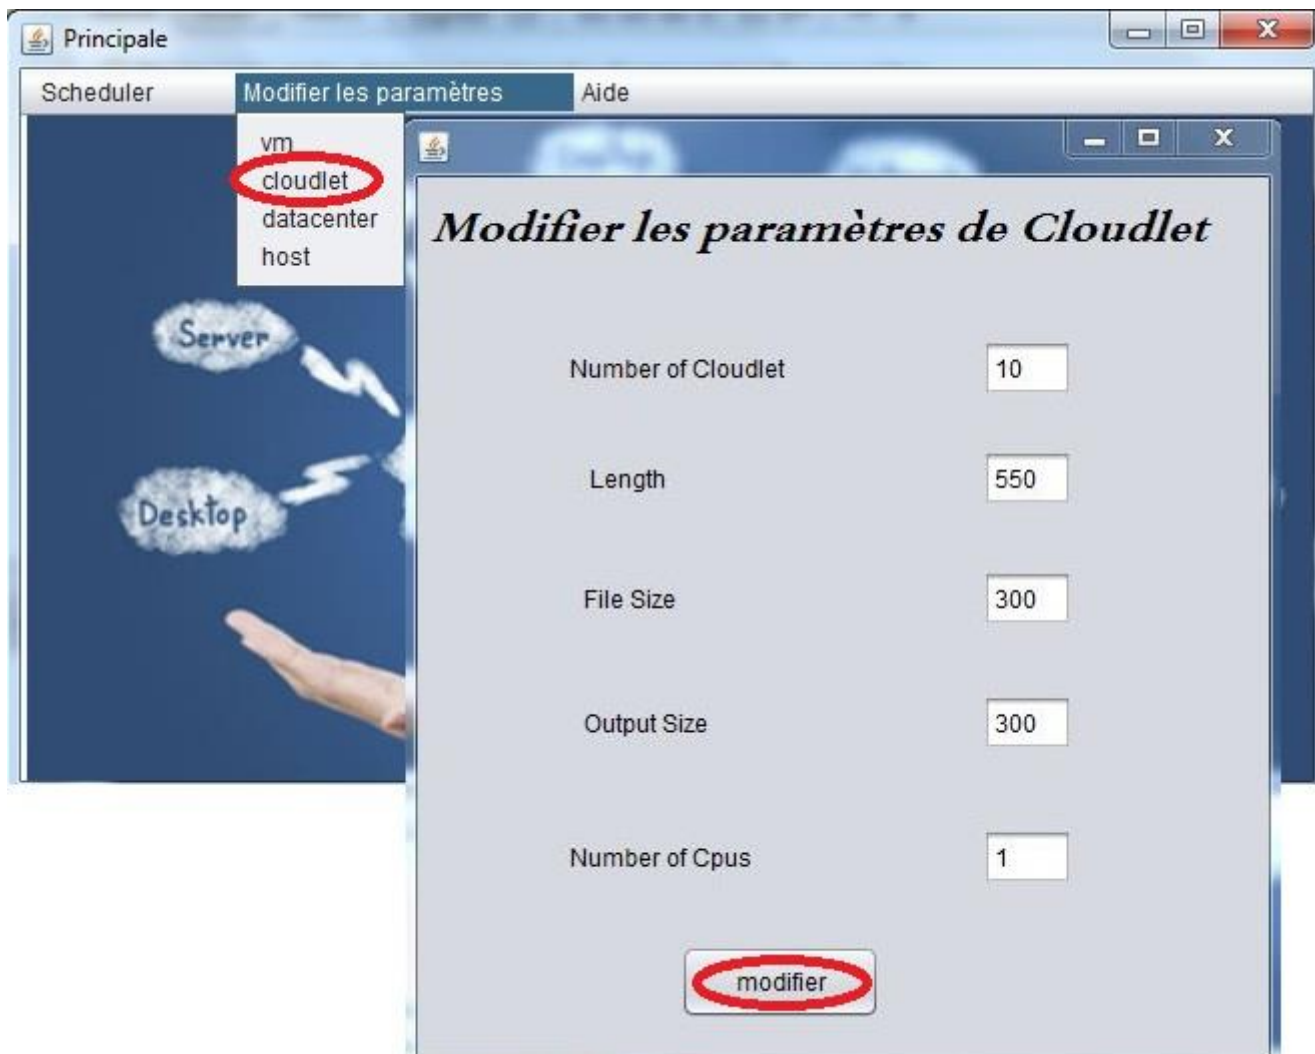 Principale
Scheduler Modifier les paramètres Aide
vm
cloudlet
datacenter
host
Server
Desktop
Modifier les paramètres de Cloudlet
Number of Cloudlet 10
Length 550
File Size 300
Output Size 300
Number of Cpus 1
modifier